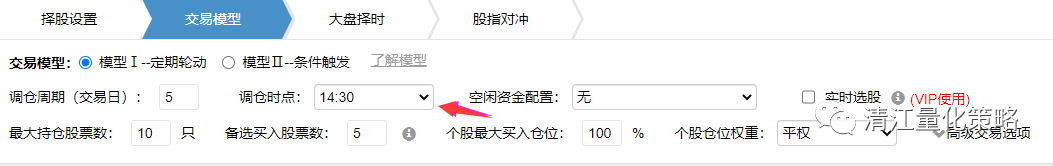 择股设置 交易模型 大盘择时 股指对冲
交易模型: 模型Ⅰ--定期轮动 模型Ⅱ--条件触发 了解模型
调仓周期（交易日）: 5 调仓时点: 14:30 空闲资金配置: 无 实时选股 (VIP使用)
最大持仓股票数: 10 只 备选买入股票数: 5 个股最大买入仓位: 100 % 个股仓位权重: 平权 高级交易选项
清江量化策略